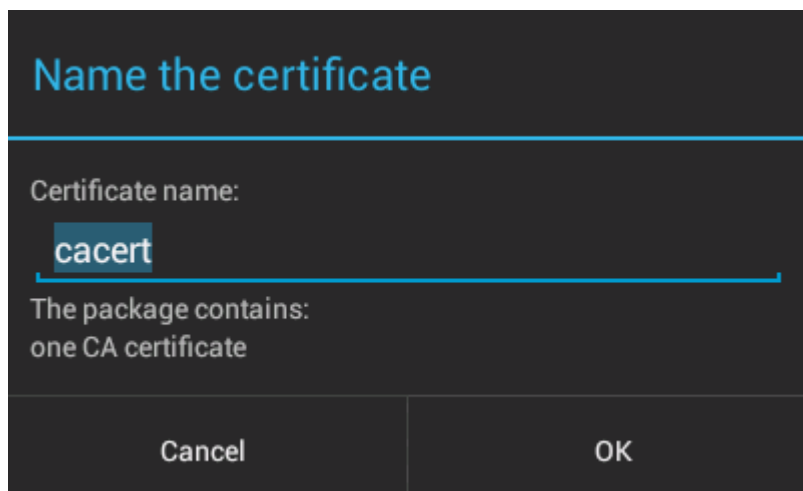 Name the certificate
Certificate name:
cacert
The package contains:
one CA certificate
Cancel
OK